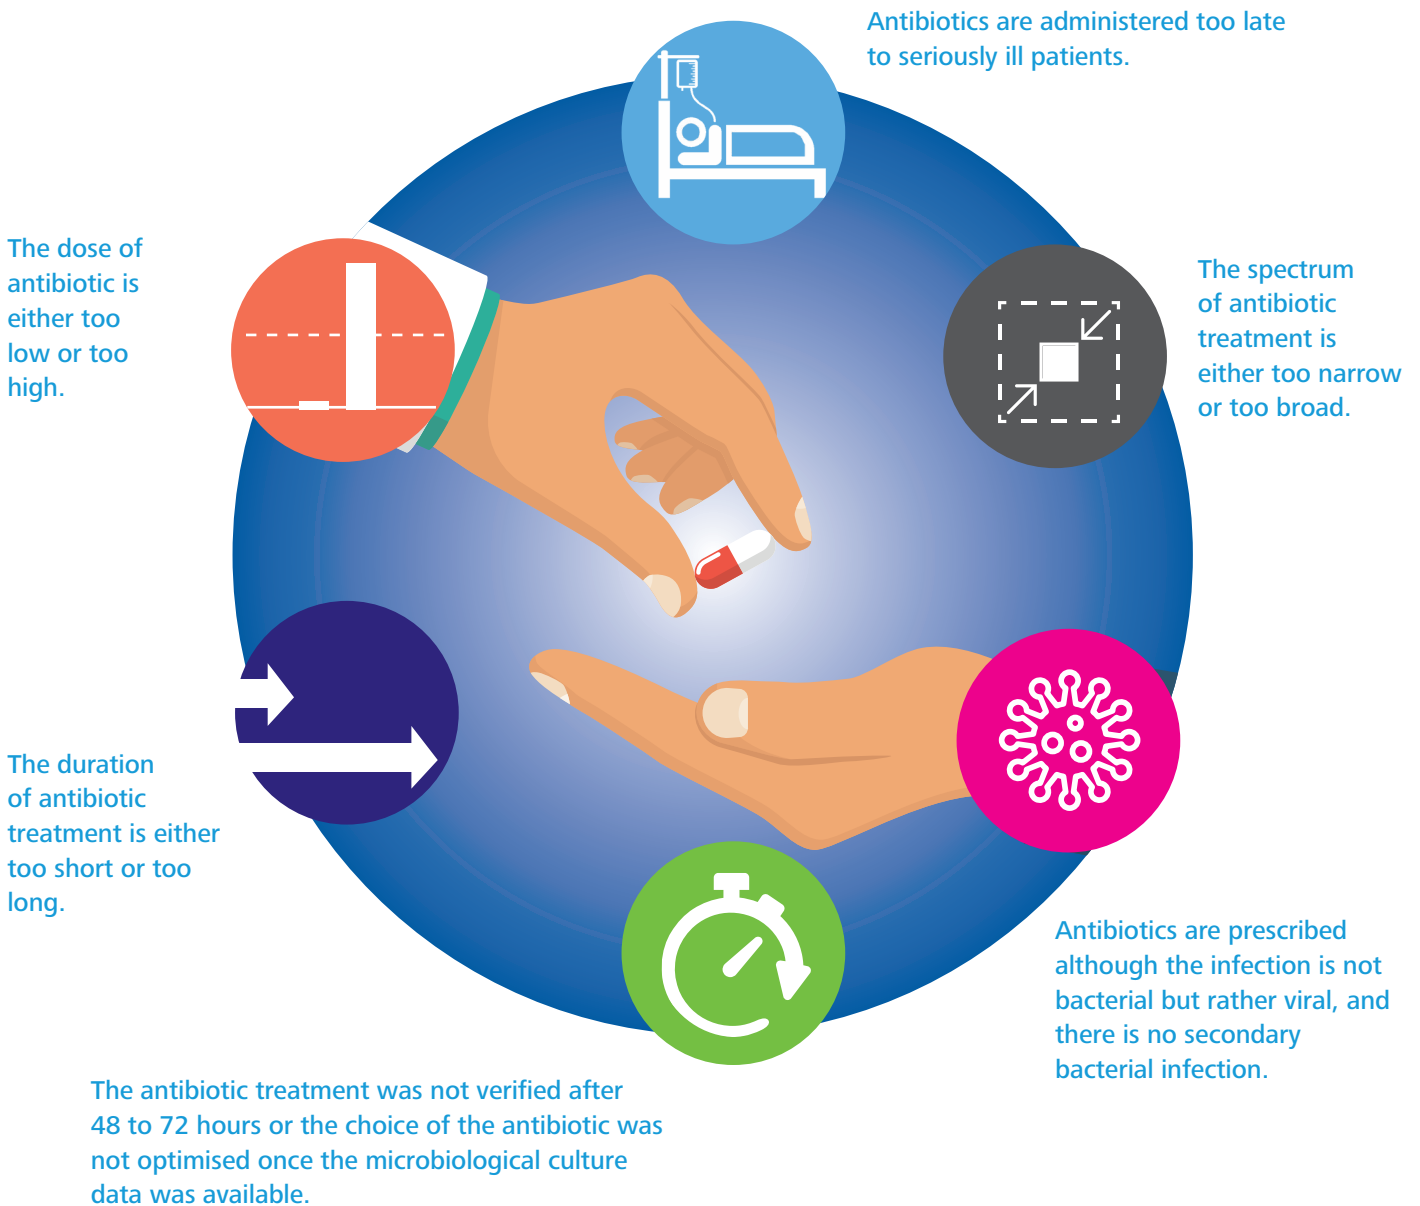 Antibiotics are administered too late
to seriously ill patients.
The dose of
antibiotic is
either too
low or too
high.
The spectrum
of antibiotic
treatment is
either too narrow
or too broad.
The duration
of antibiotic
treatment is either
too short or too
long.
Antibiotics are prescribed
although the infection is not
bacterial but rather viral, and
there is no secondary
bacterial infection.
The antibiotic treatment was not verified after
48 to 72 hours or the choice of the antibiotic was
not optimised once the microbiological culture
data was available.